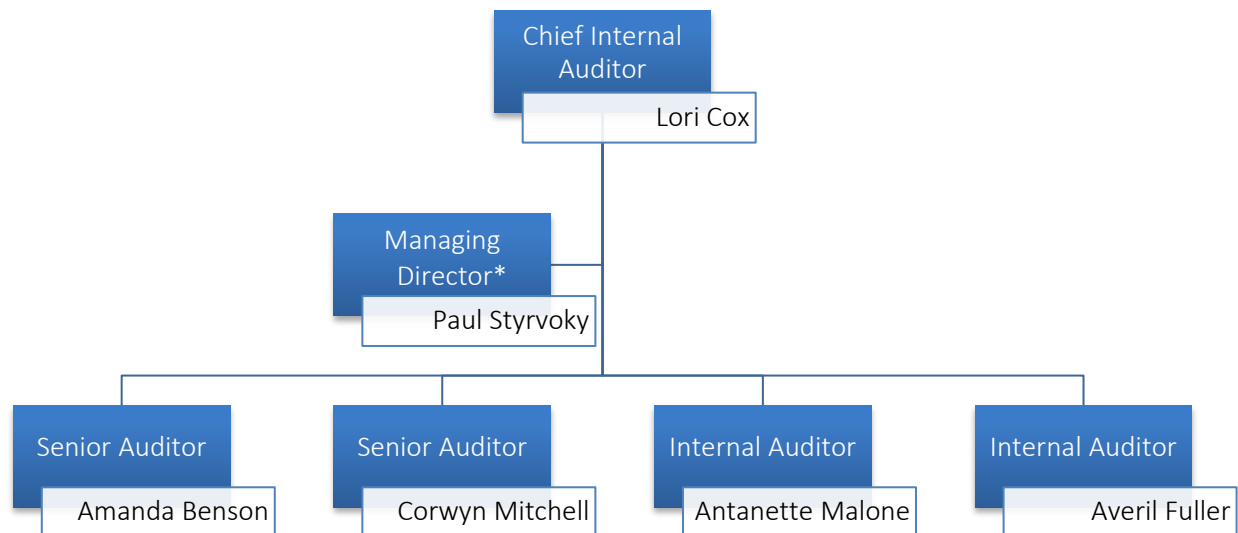 Chief Internal
Auditor
Lori Cox
Managing
Director*
Paul Styrvoky
Senior Auditor
Amanda Benson
Senior Auditor
Corwyn Mitchell
Internal Auditor
Antanette Malone
Internal Auditor
Averil Fuller